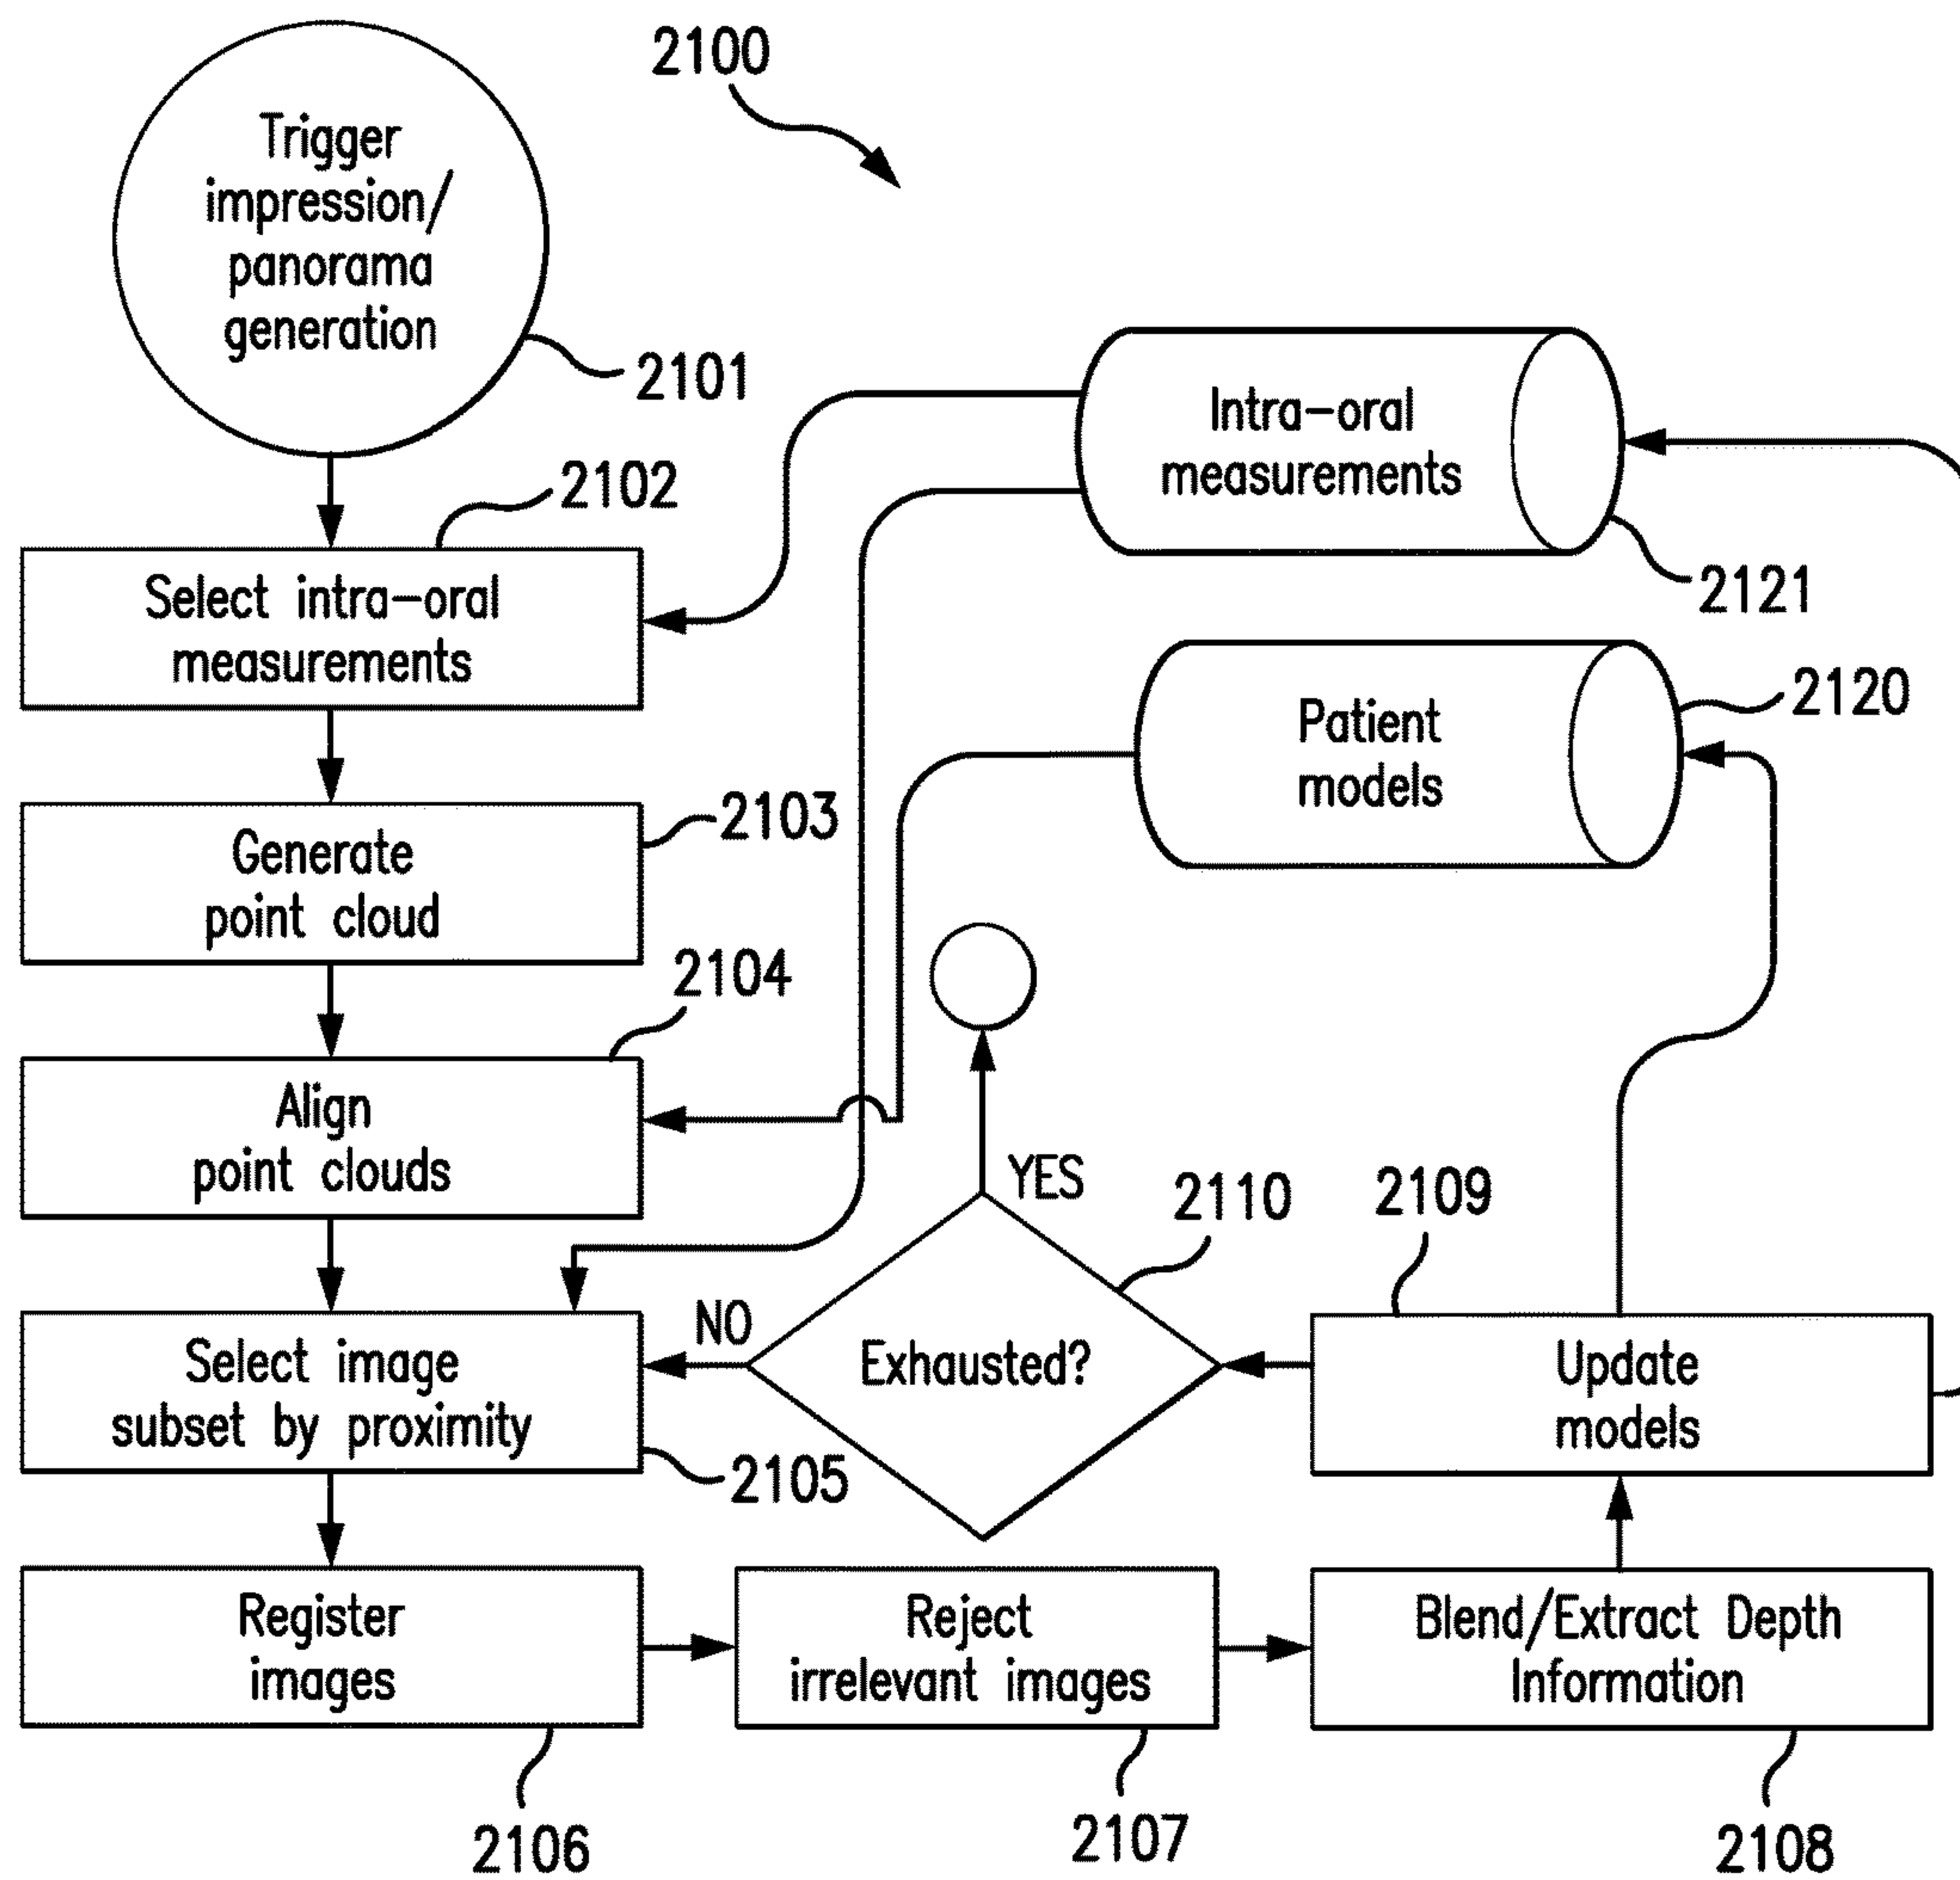 2100
Trigger
impression/
panorama
generation
2101
Intra-oral
measurements
2121
2102
Select intra-oral
measurements
Patient
models
2120
2103
Generate
point cloud
2104
Align
point clouds
YES
2110
2109
NO
Select image
subset by proximity
2105
Exhausted?
Update
models
Register
images
Reject
irrelevant images
Blend/Extract Depth
Information
2106
2107
2108